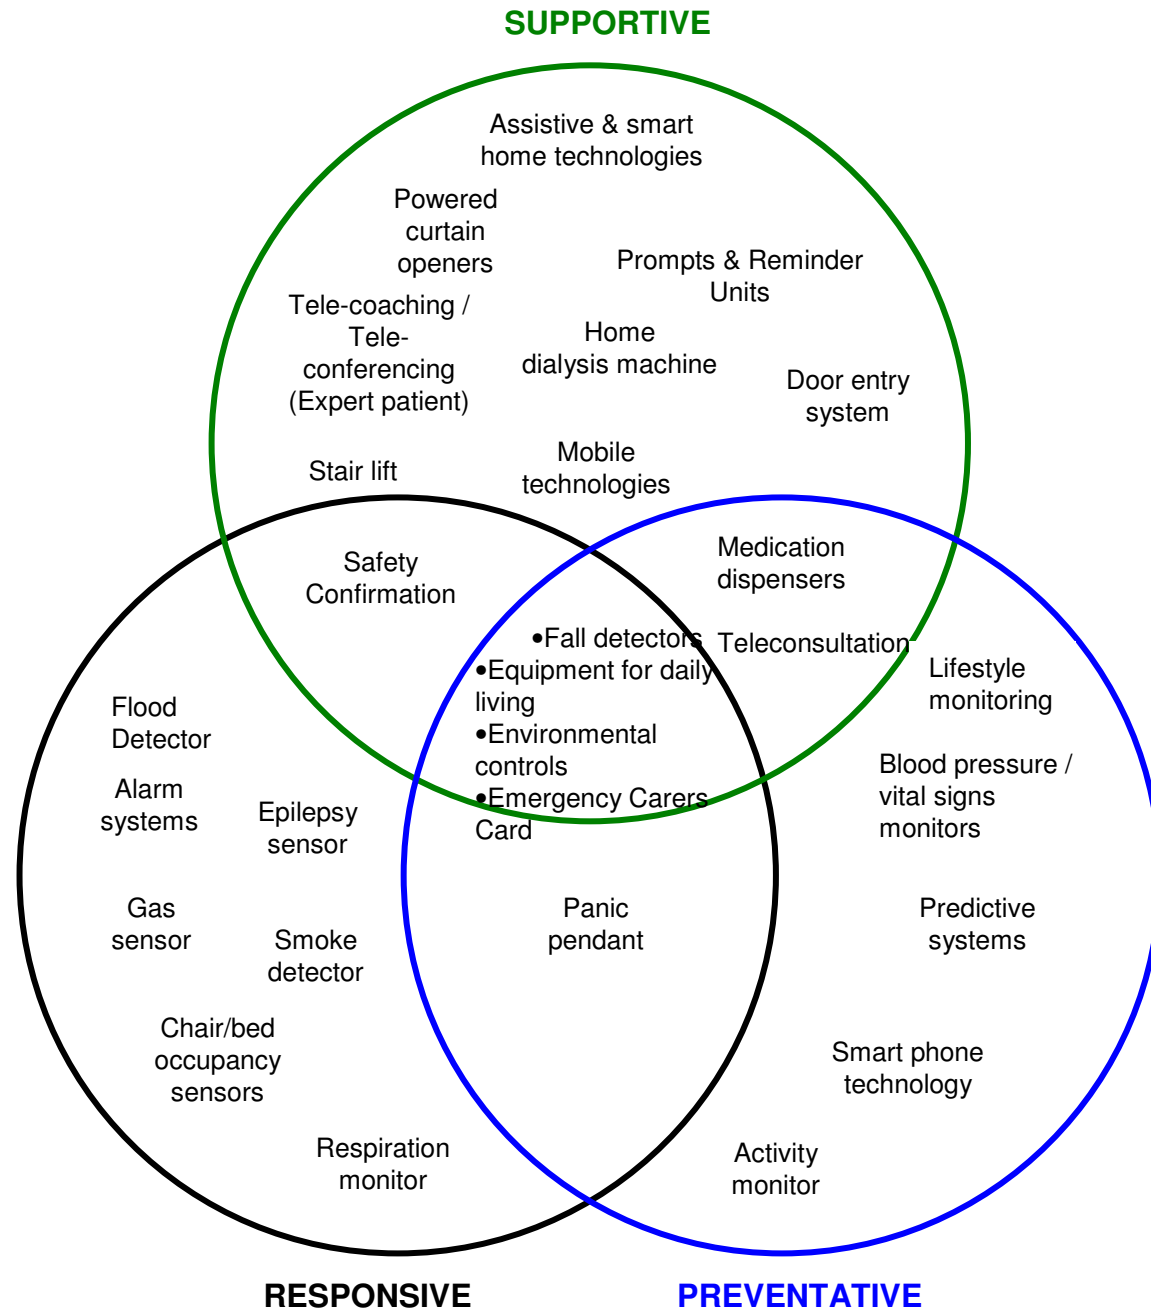 SUPPORTIVE
Assistive & smart
home technologies
Powered
curtain
openers
Prompts & Reminder
Units
Tele-coaching /
Tele-
conferencing
(Expert patient)
Home
dialysis machine
Door entry
system
Stair lift
Mobile
technologies
Safety
Confirmation
Medication
dispensers
•Fall detectors
•Equipment for daily
living
•Environmental
controls
•Emergency Carers
Card
Teleconsultation
Lifestyle
monitoring
Flood
Detector
Alarm
systems
Epilepsy
sensor
Blood pressure /
vital signs
monitors
Gas
sensor
Smoke
detector
Panic
pendant
Predictive
systems
Chair/bed
occupancy
sensors
Smart phone
technology
Respiration
monitor
Activity
monitor
RESPONSIVE
PREVENTATIVE